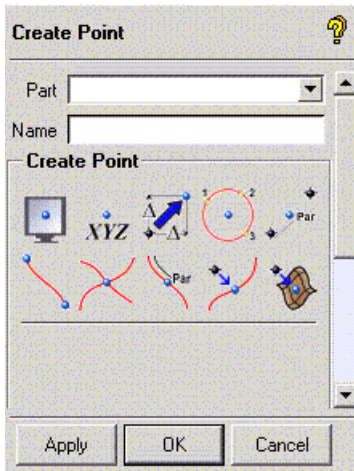 Create Point
Part
Name
Create Point
XYZ
Δ
Δ
1
2
3
Par
Par
Apply
OK
Cancel